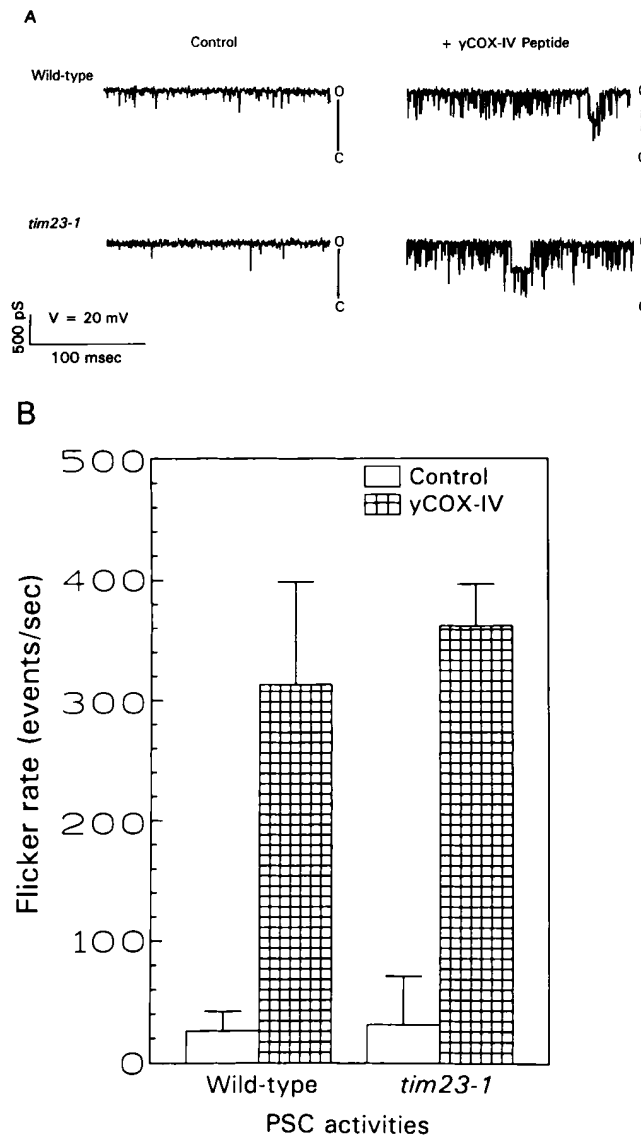 A
Control
+ yCOX-IV Peptide
Wild-type
O
C
tim23-1
O
C
500 pS
V = 20 mV
100 msec
B
500
400
300
200
100
0
Flicker rate (events/sec)
Control
yCOX-IV
Wild-type
tim23-1
PSC activities